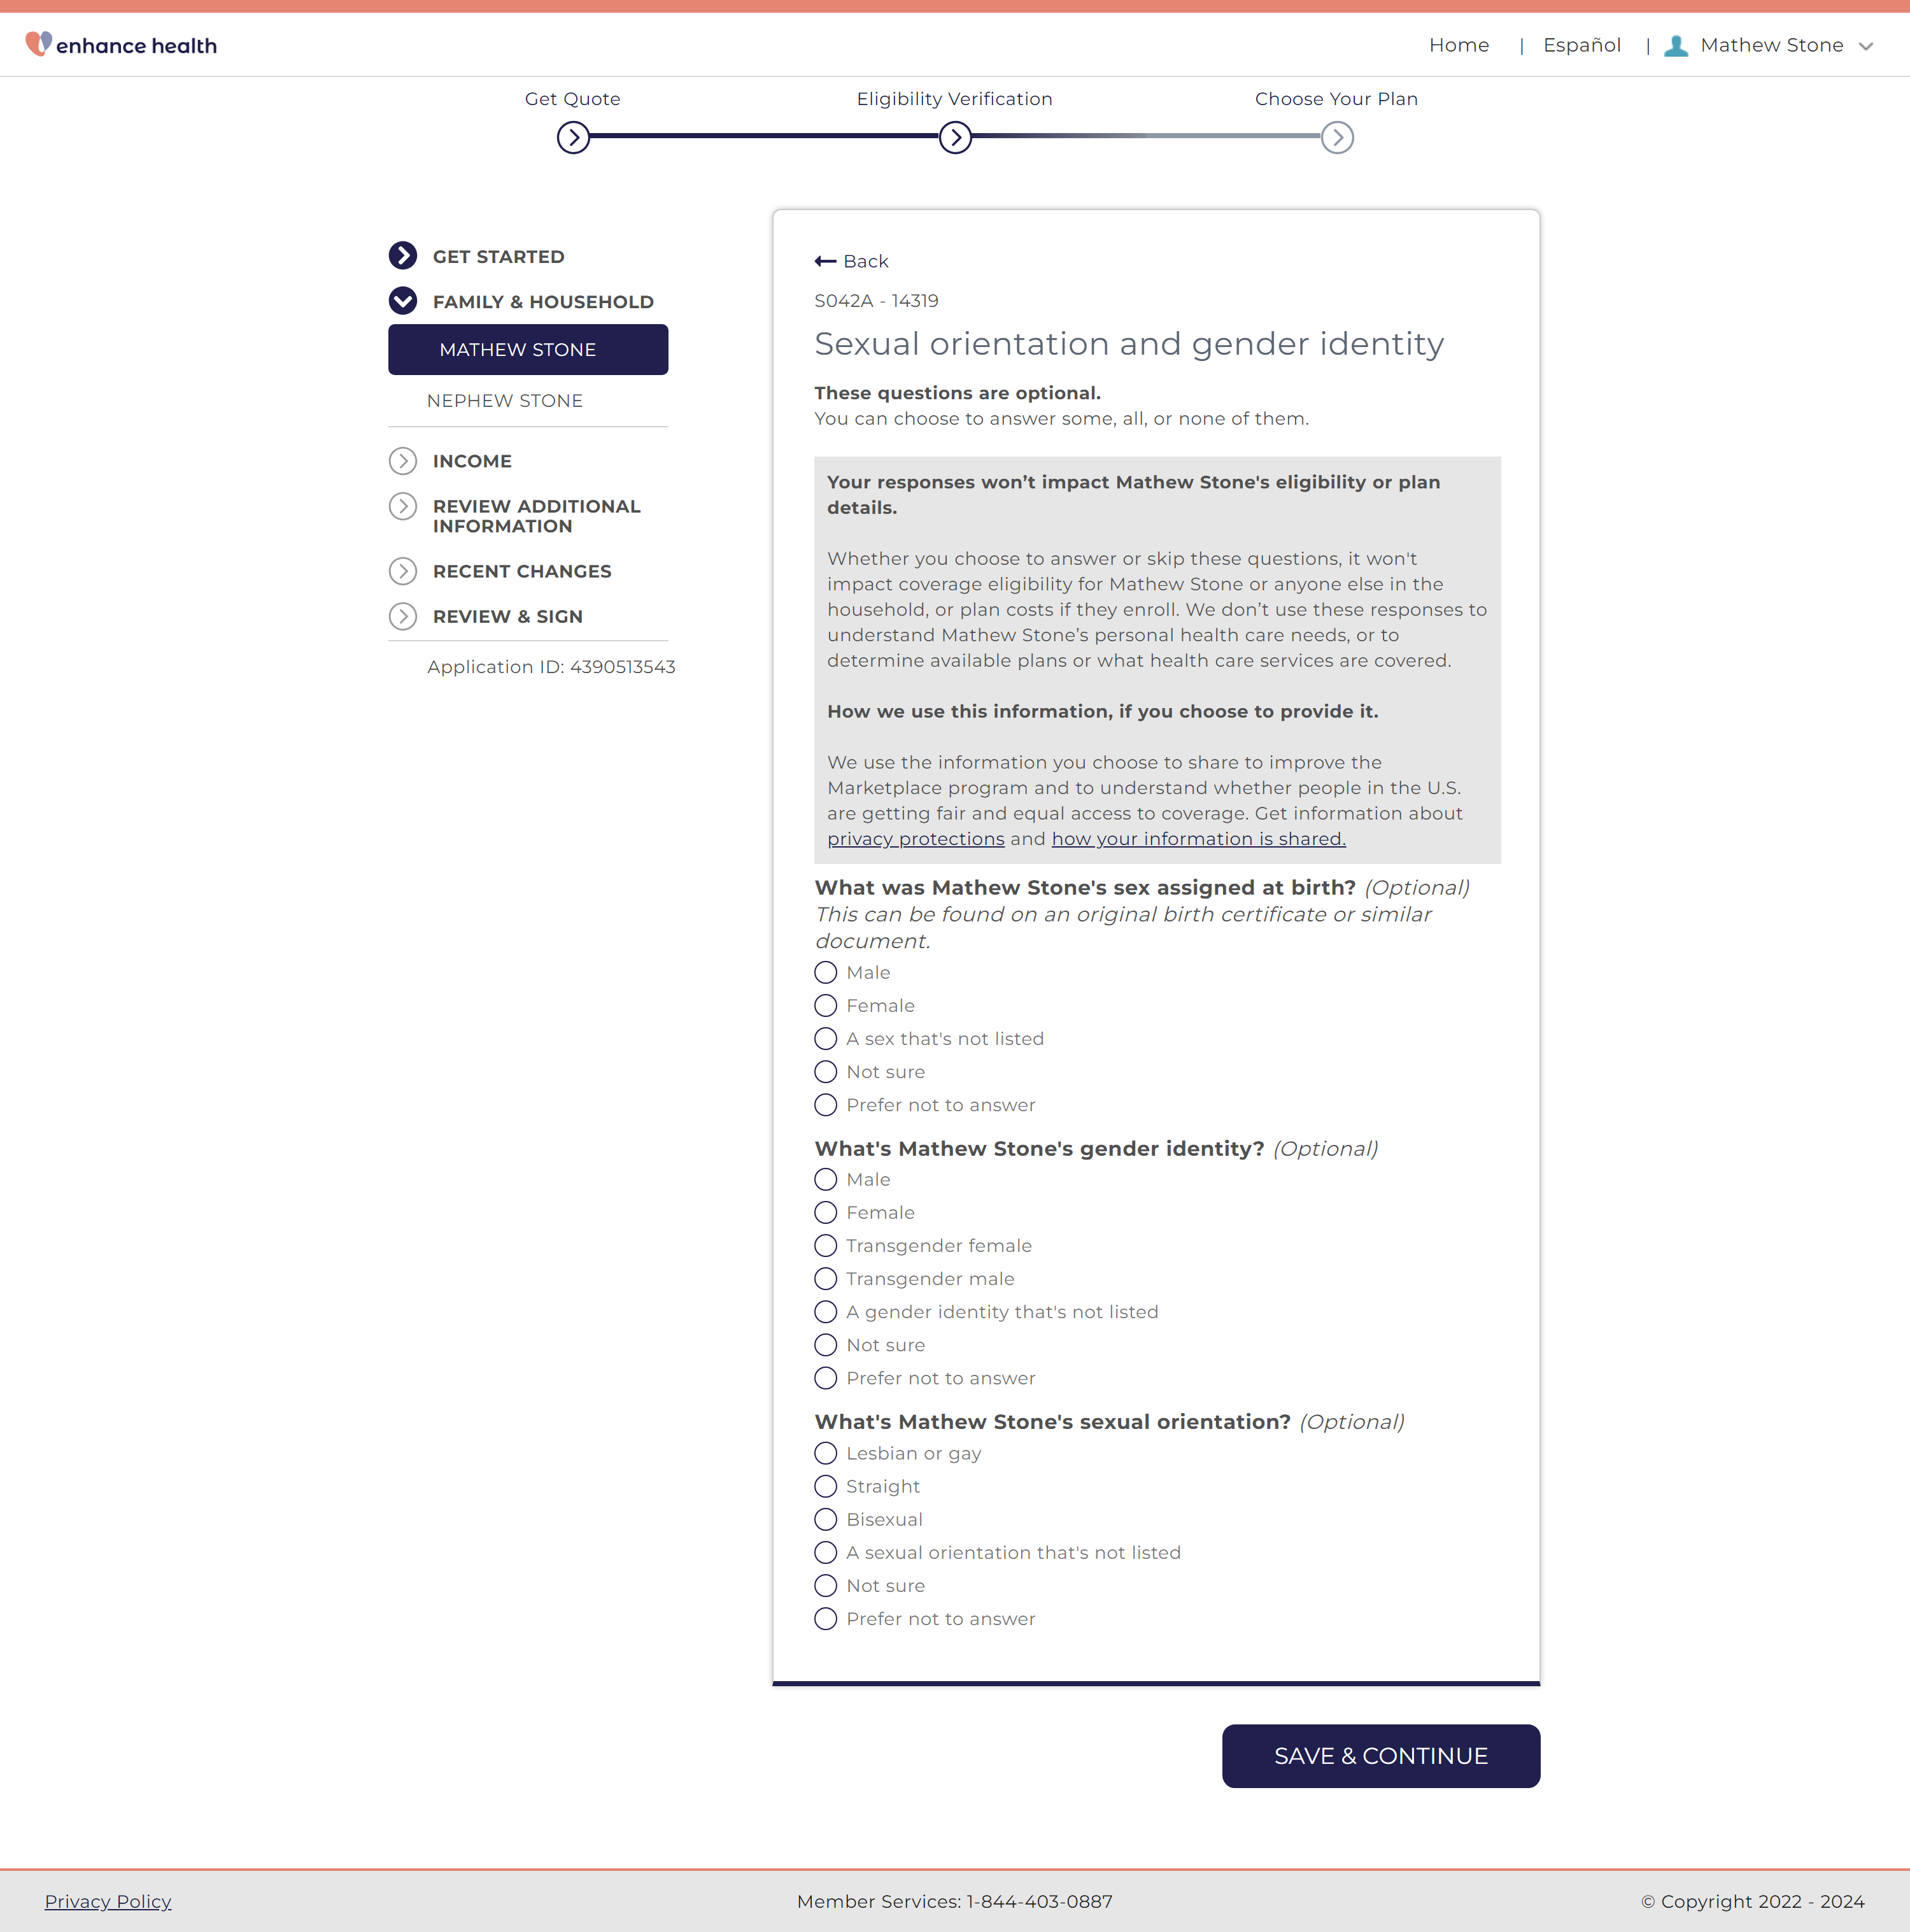 enhance health
Home | Español | Mathew Stone
Get Quote
Eligibility Verification
Choose Your Plan
GET STARTED
FAMILY & HOUSEHOLD
MATHEW STONE
NEPHEW STONE
INCOME
REVIEW ADDITIONAL
INFORMATION
RECENT CHANGES
REVIEW & SIGN
Application ID: 4390513543
Back
S042A - 14319
Sexual orientation and gender identity
These questions are optional.
You can choose to answer some, all, or none of them.
Your responses won’t impact Mathew Stone's eligibility or plan
details.
Whether you choose to answer or skip these questions, it won't
impact coverage eligibility for Mathew Stone or anyone else in the
household, or plan costs if they enroll. We don’t use these responses to
understand Mathew Stone’s personal health care needs, or to
determine available plans or what health care services are covered.
How we use this information, if you choose to provide it.
We use the information you choose to share to improve the
Marketplace program and to understand whether people in the U.S.
are getting fair and equal access to coverage. Get information about
privacy protections and how your information is shared.
What was Mathew Stone's sex assigned at birth? (Optional)
This can be found on an original birth certificate or similar
document.
Male
Female
A sex that's not listed
Not sure
Prefer not to answer
What's Mathew Stone's gender identity? (Optional)
Male
Female
Transgender female
Transgender male
A gender identity that's not listed
Not sure
Prefer not to answer
What's Mathew Stone's sexual orientation? (Optional)
Lesbian or gay
Straight
Bisexual
A sexual orientation that's not listed
Not sure
Prefer not to answer
SAVE & CONTINUE
Privacy Policy
Member Services: 1-844-403-0887
© Copyright 2022 - 2024